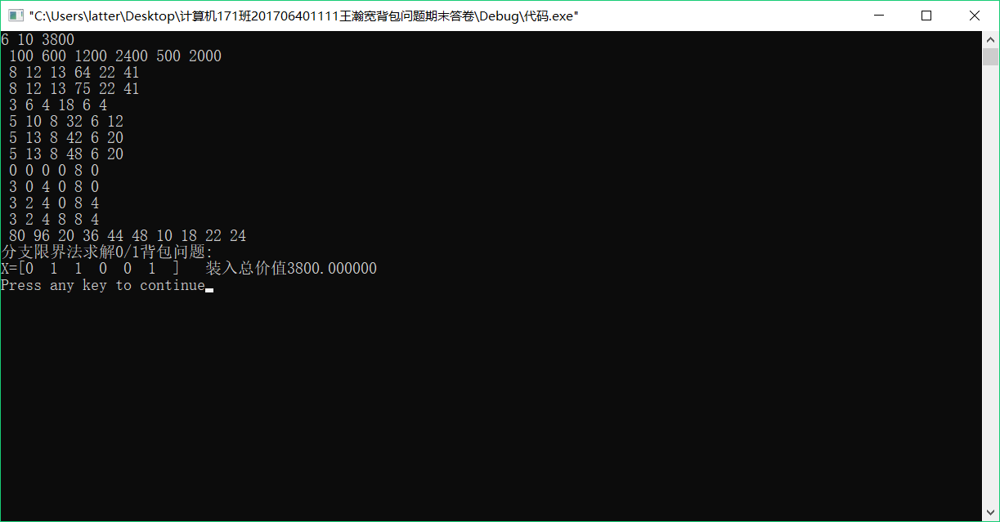 "C:\Users\latter\Desktop\计算机171班201706401111王瀚宽背包问题期末答卷\Debug\代码.exe"
6 10 3800
100 600 1200 2400 500 2000
8 12 13 64 22 41
8 12 13 75 22 41
3 6 4 18 6 4
5 10 8 32 6 12
5 13 8 42 6 20
5 13 8 48 6 20
0 0 0 0 8 0
3 0 4 0 8 0
3 2 4 0 8 4
3 2 4 8 8 4
80 96 20 36 44 48 10 18 22 24
分支限界法求解0/1背包问题:
X=[0 1 1 0 0 1 ] 装入总价值3800.000000
Press any key to continue